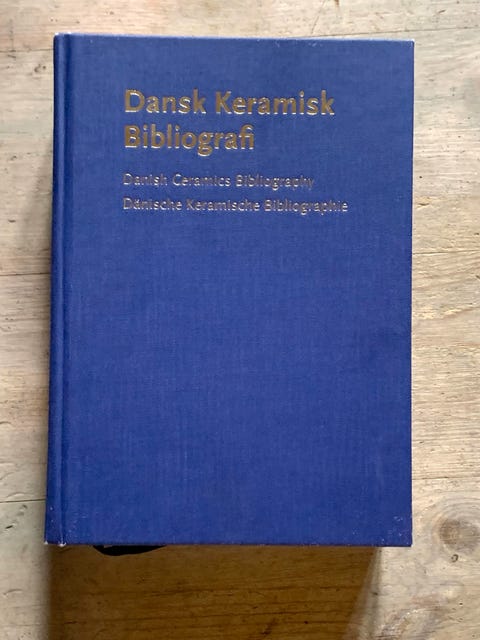 Dansk Keramisk
Bibliografi
Danish Ceramics Bibliography
Dänische Keramische Bibliographie